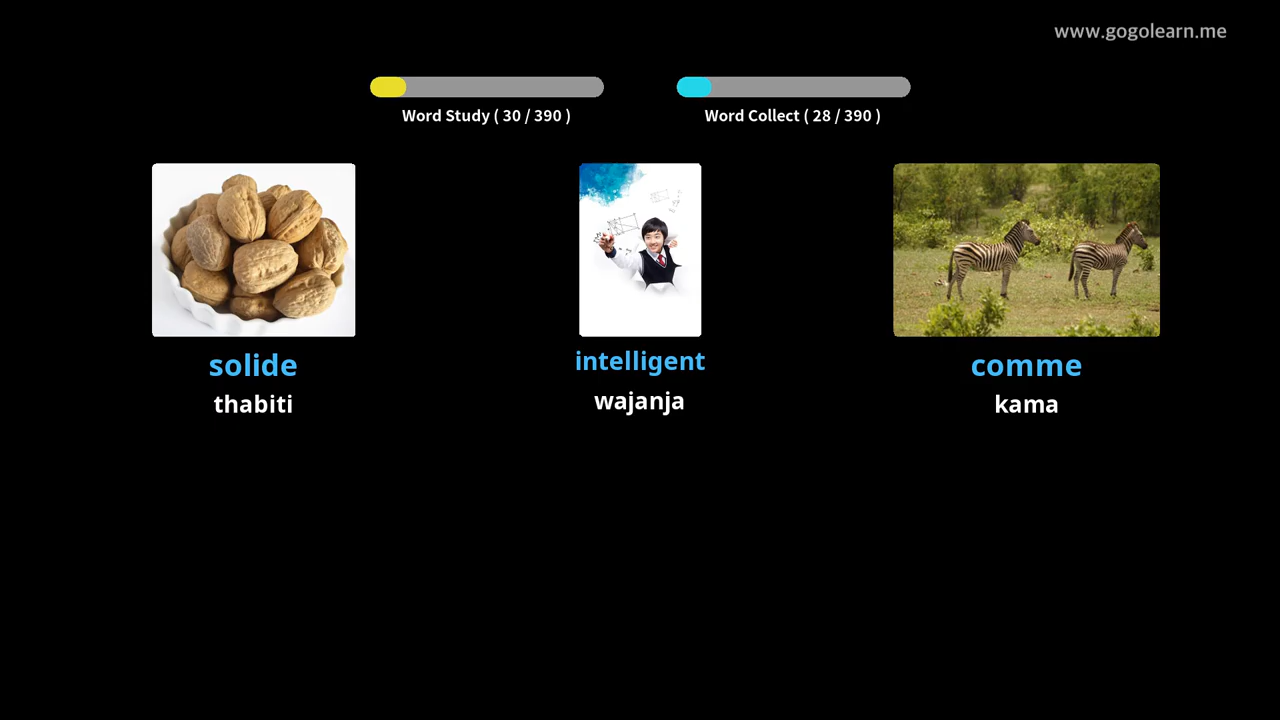 www.gogolearn.me
Word Study ( 30 / 390 )
Word Collect ( 28 / 390 )
solide
thabiti
intelligent
wajanja
comme
kama